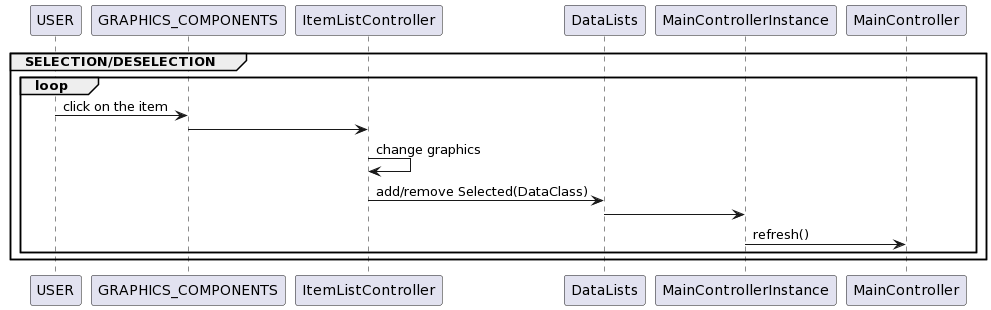 USER GRAPHICS_COMPONENTS ItemListController DataLists MainControllerInstance MainController
SELECTION/DESELECTION
loop
click on the item
change graphics
add/remove Selected(DataClass)
refresh()
USER GRAPHICS_COMPONENTS ItemListController DataLists MainControllerInstance MainController